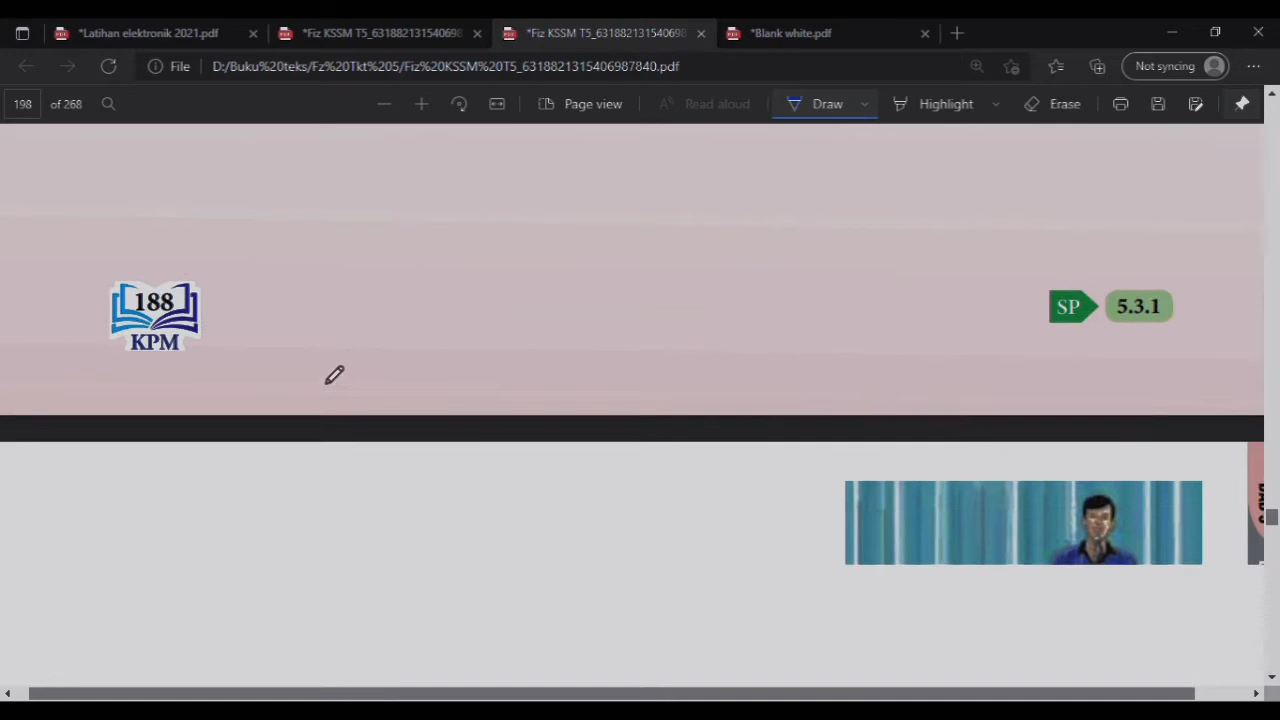 *Latihan elektronik 2021.pdf
*Fiz KSSM T5_631882131540698
*Fiz KSSM T5_631882131540698
*Blank white.pdf
File
D:/Buku%20teks/Fz%20Tkt%205/Fiz%20KSSM%20T5_6318821315406987840.pdf
Not syncing
198 of 268
Page view
Read aloud
Draw
Highlight
Erase
188
KPM
SP 5.3.1